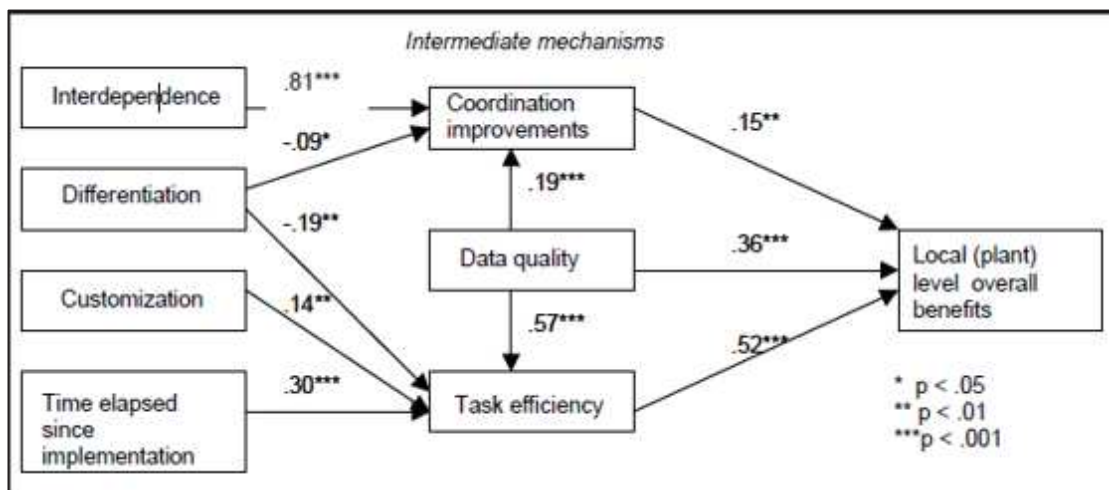 Intermediate mechanisms
Interdependence
.81***
Coordination
improvements
-.09*
.15**
Differentiation
.19***
-.19**
Data quality
.36***
Local (plant)
level overall
benefits
Customization
.14**
.57***
.52***
.30***
Time elapsed
since
implementation
Task efficiency
* p < .05
** p < .01
***p < .001